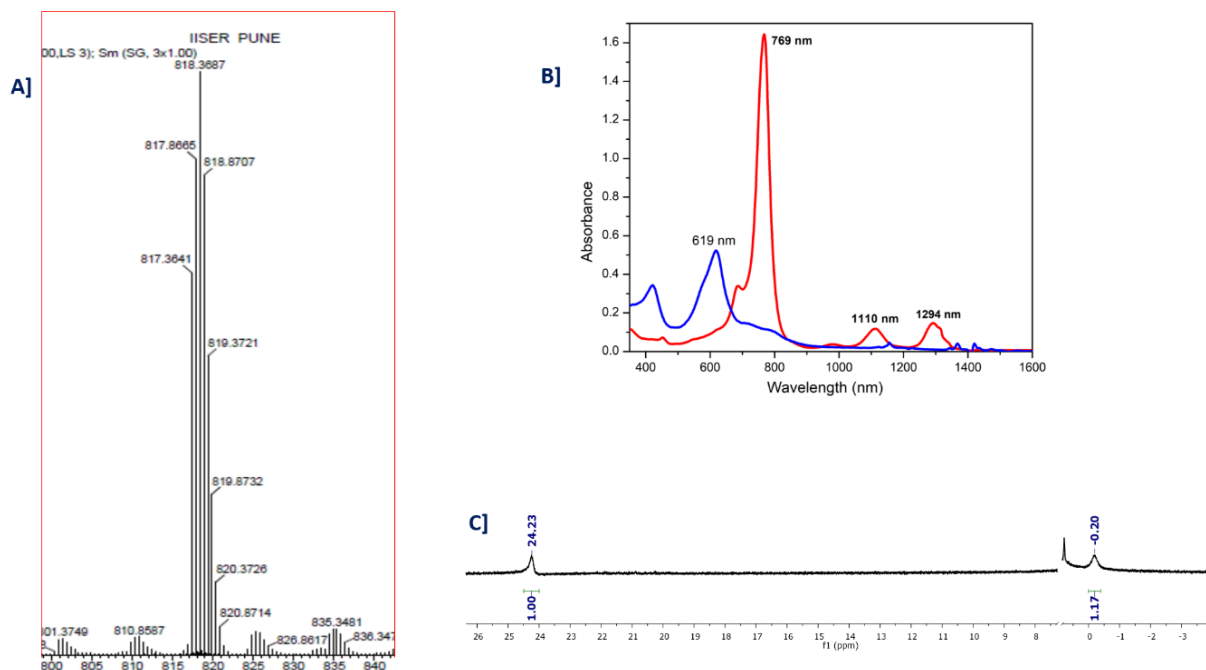 A]
IISER PUNE
00,LS 3); Sm (SG, 3x1.00)
818.3687
817.8665
818.8707
817.3641
819.3721
819.8732
820.3726
820.8714
801.3749
810.8587
826.8617
835.3481
836.347
800 805 810 815 820 825 830 835 840
B]
769 nm
619 nm
1110 nm
1294 nm
Absorbance
1.6
1.4
1.2
1.0
0.8
0.6
0.4
0.2
0.0
400 600 800 1000 1200 1400 1600
Wavelength (nm)
C]
24.23
-0.20
1.00
1.17
26 25 24 23 22 21 20 19 18 17 16 15 14 13 12 11 10 9 8 0 -1 -2 -3
f1 (ppm)